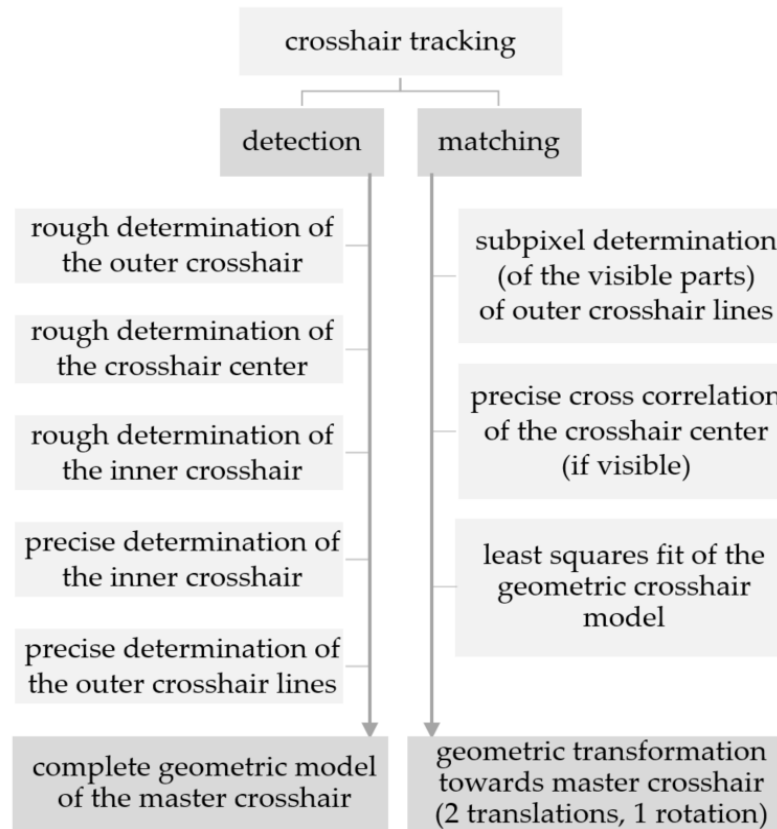 crosshair tracking
detection
matching
rough determination of
the outer crosshair
rough determination of
the crosshair center
rough determination of
the inner crosshair
precise determination of
the inner crosshair
precise determination of
the outer crosshair lines
complete geometric model
of the master crosshair
subpixel determination
(of the visible parts)
of outer crosshair lines
precise cross correlation
of the crosshair center
(if visible)
least squares fit of the
geometric crosshair
model
geometric transformation
towards master crosshair
(2 translations, 1 rotation)